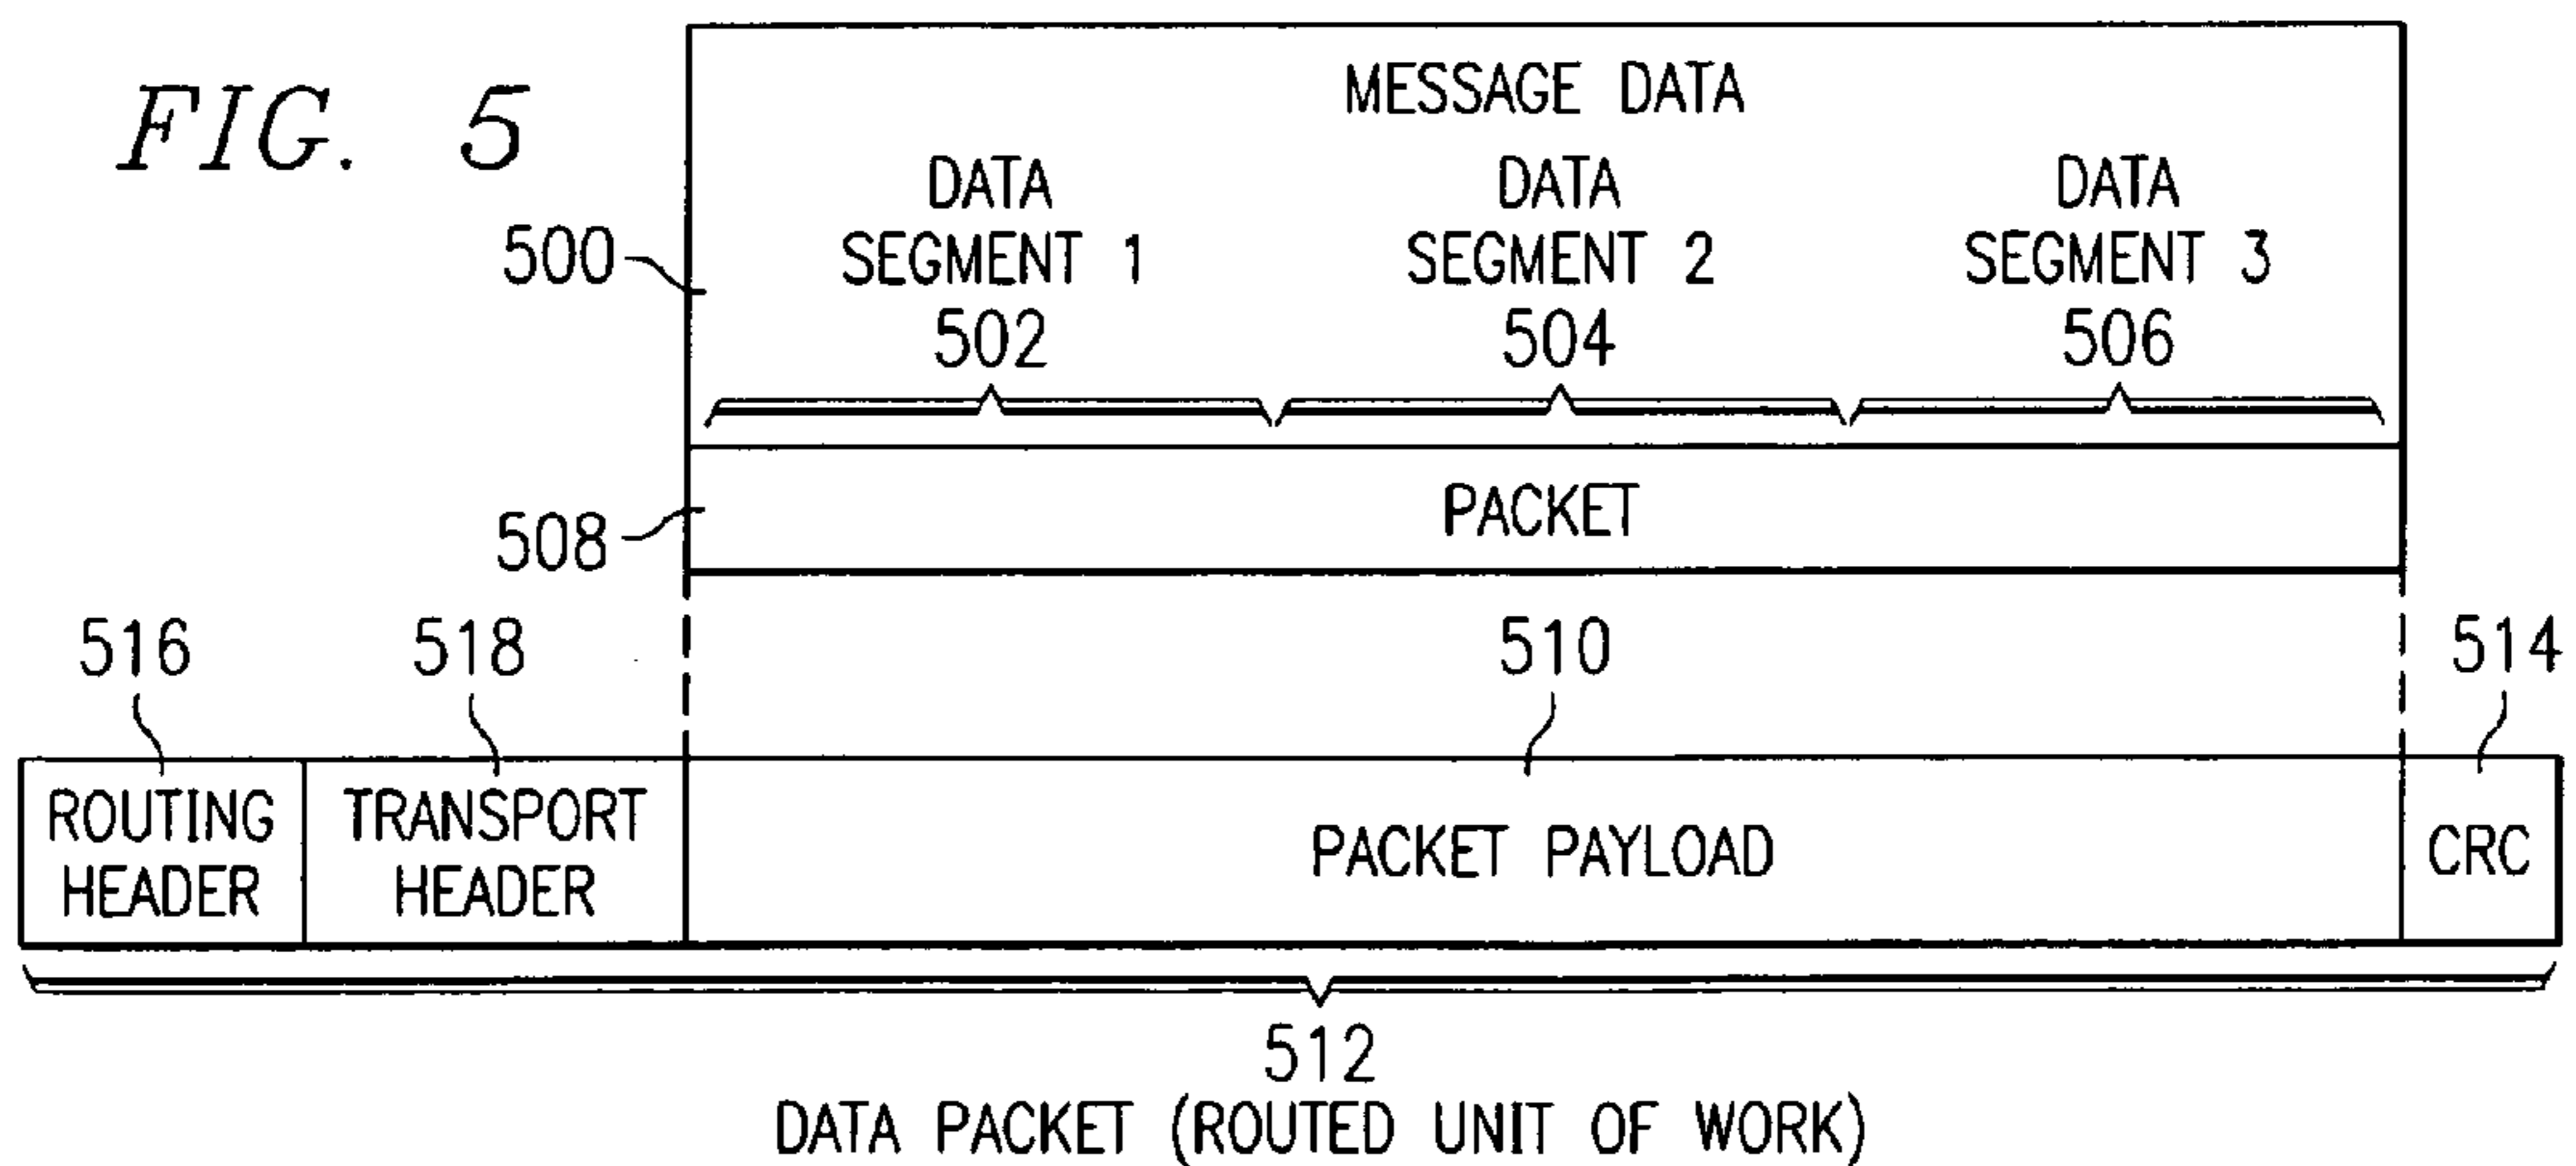 FIG. 5
MESSAGE DATA
DATA SEGMENT 1
502
DATA SEGMENT 2
504
DATA SEGMENT 3
506
500
PACKET
508
516
518
510
514
ROUTING HEADER
TRANSPORT HEADER
PACKET PAYLOAD
CRC
512
DATA PACKET (ROUTED UNIT OF WORK)